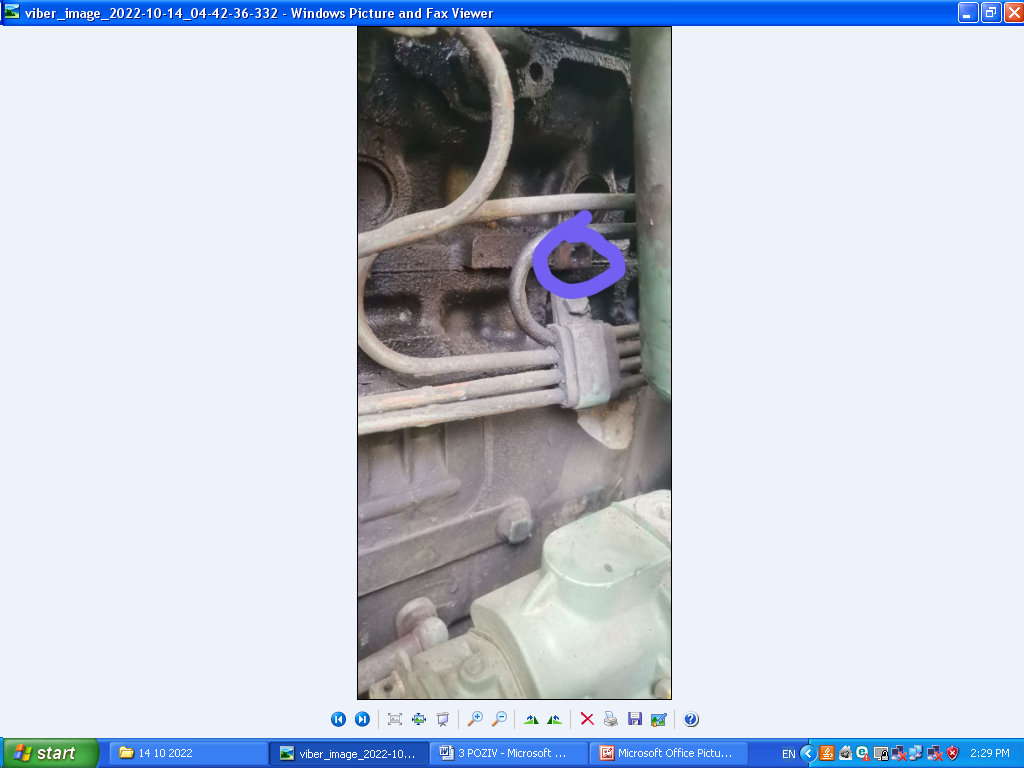 viber_image_2022-10-14_04-42-36-332 - Windows Picture and Fax Viewer
start
14 10 2022
viber_image_2022-10...
3 POZIV - Microsoft ...
Microsoft Office Pictu...
EN
2:29 PM